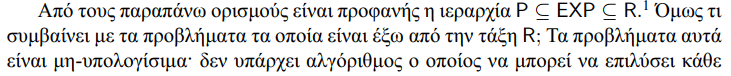 Από τους παραπάνω ορισμούς είναι προφανής η ιεραρχία P ⊆ EXP ⊆ R.¹ Όμως τι
συμβαίνει με τα προβλήματα τα οποία είναι έξω από την τάξη R; Τα προβλήματα αυτά
είναι μη-υπολογίσιμα· δεν υπάρχει αλγόριθμος ο οποίος να μπορεί να επιλύσει κάθε